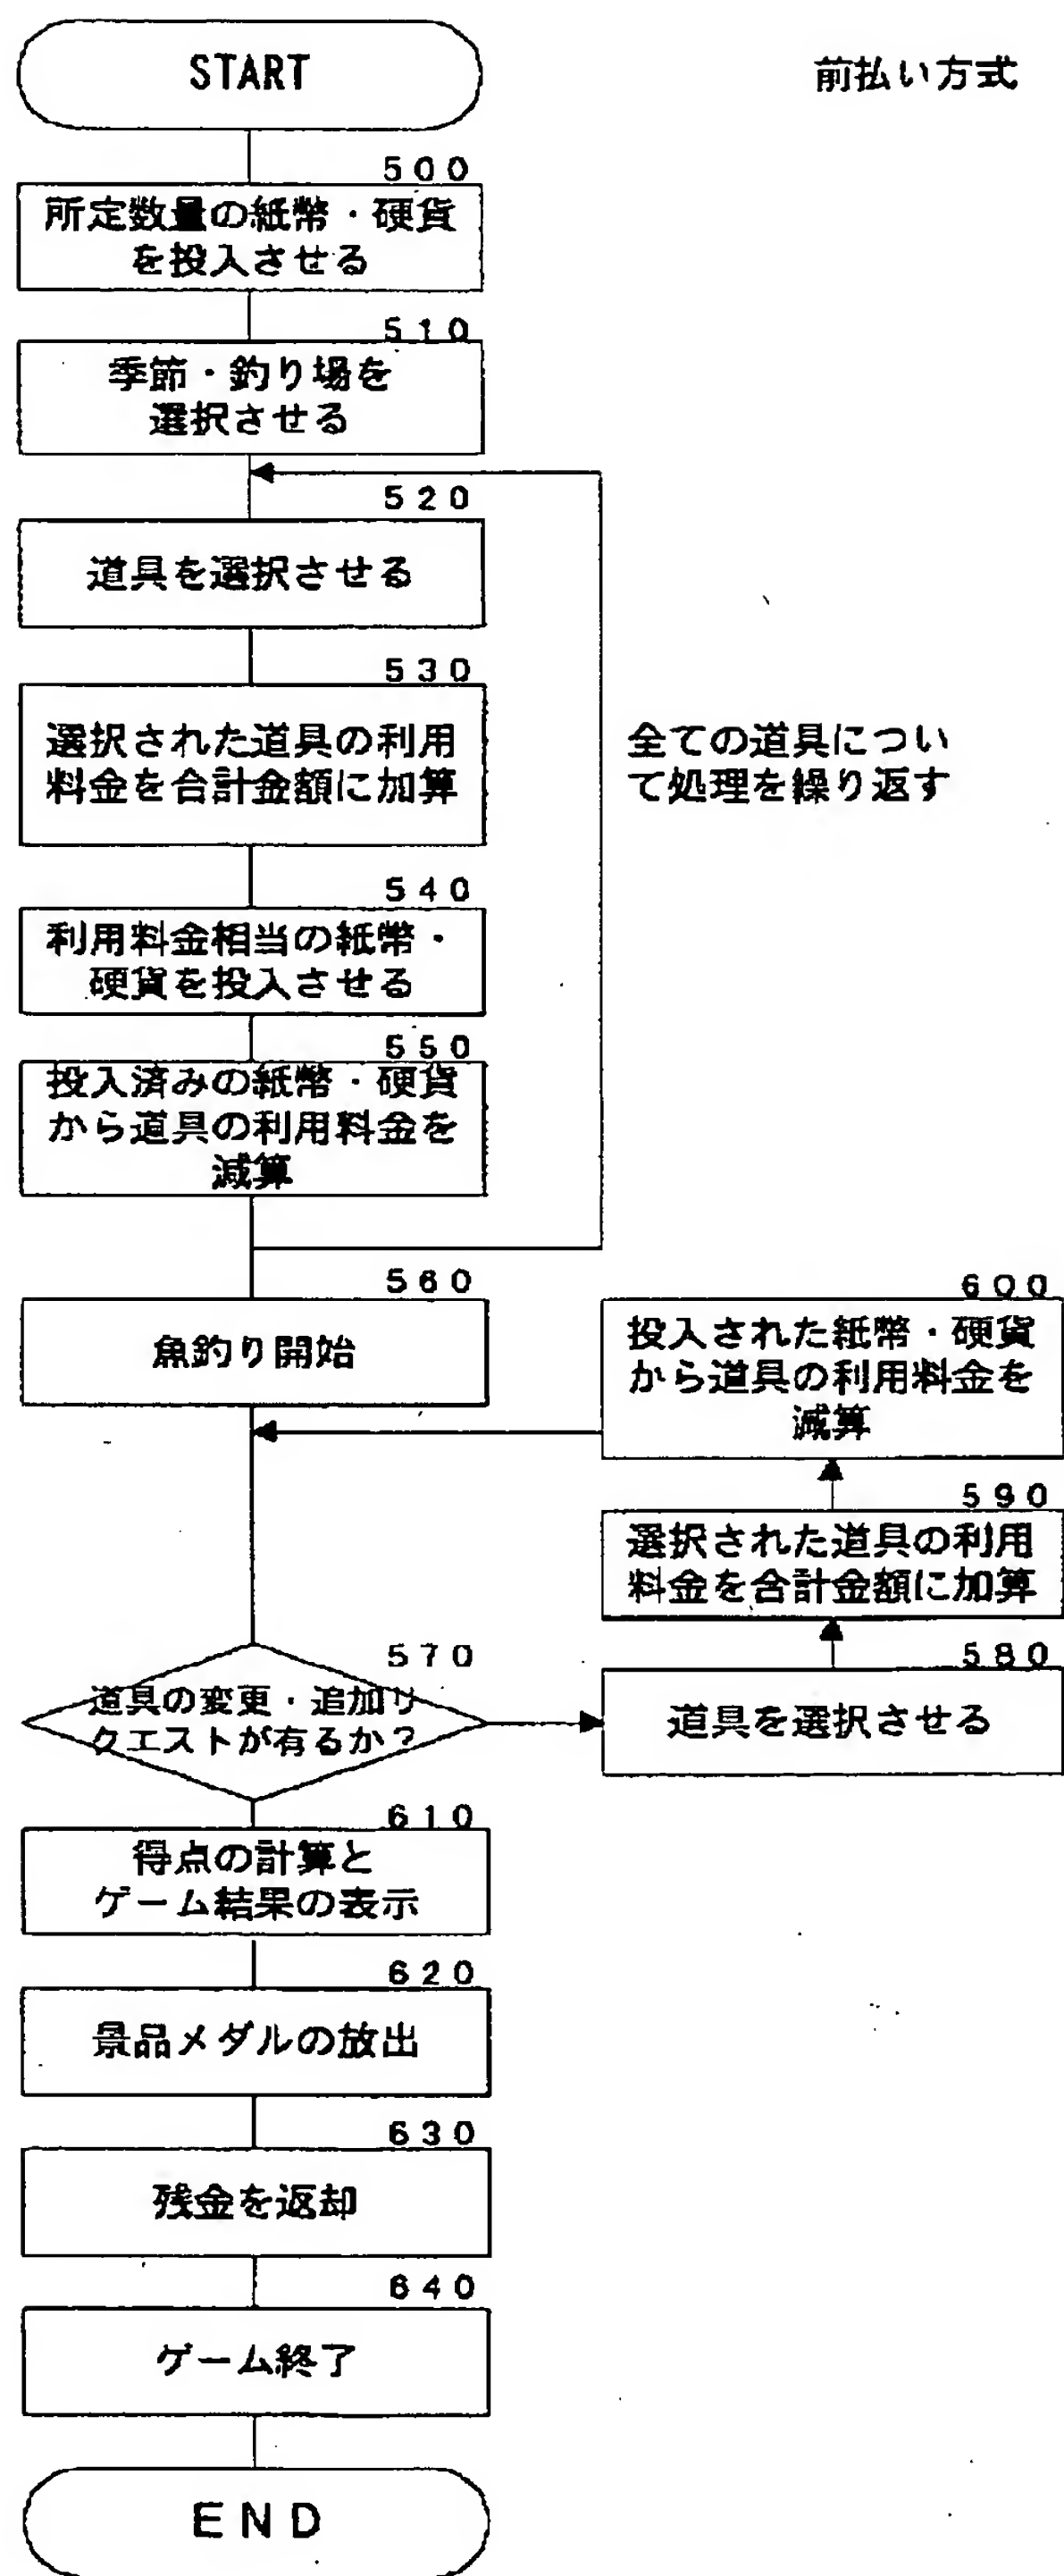 START
前払い方式
500
所定数量の紙幣・硬貨
を投入させる
510
季節・釣り場を
選択させる
520
道具を選択させる
530
選択された道具の利用
料金を合計金額に加算
全ての道具につい
て処理を繰り返す
540
利用料金相当の紙幣・
硬貨を投入させる
550
投入済みの紙幣・硬貨
から道具の利用料金を
減算
560
魚釣り開始
600
投入された紙幣・硬貨
から道具の利用料金を
減算
590
選択された道具の利用
料金を合計金額に加算
570
道具の変更・追加リ
クエストが有るか?
580
道具を選択させる
610
得点の計算と
ゲーム結果の表示
620
景品メダルの放出
630
残金を返却
640
ゲーム終了
END